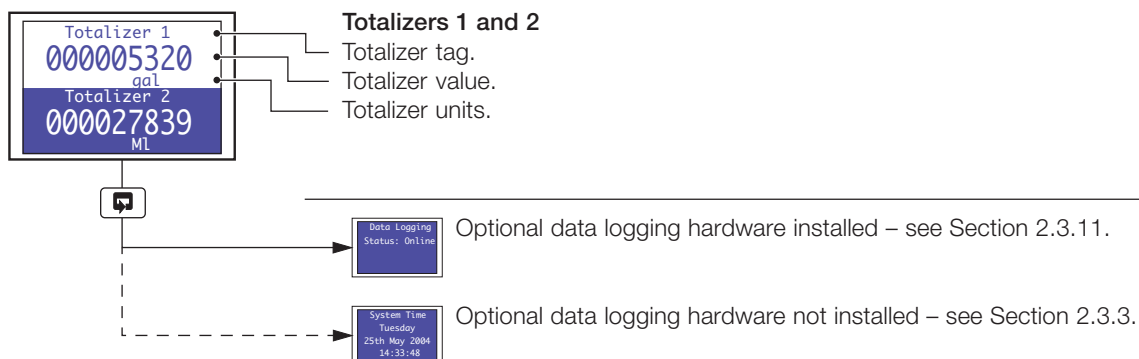 Totalizer 1
000005320
gal
Totalizer 2
000027839
Ml
Totalizers 1 and 2
Totalizer tag.
Totalizer value.
Totalizer units.
Data Logging
Status: Online
Optional data logging hardware installed – see Section 2.3.11.
System Time
Tuesday
25th May 2004
14:33:48
Optional data logging hardware not installed – see Section 2.3.3.